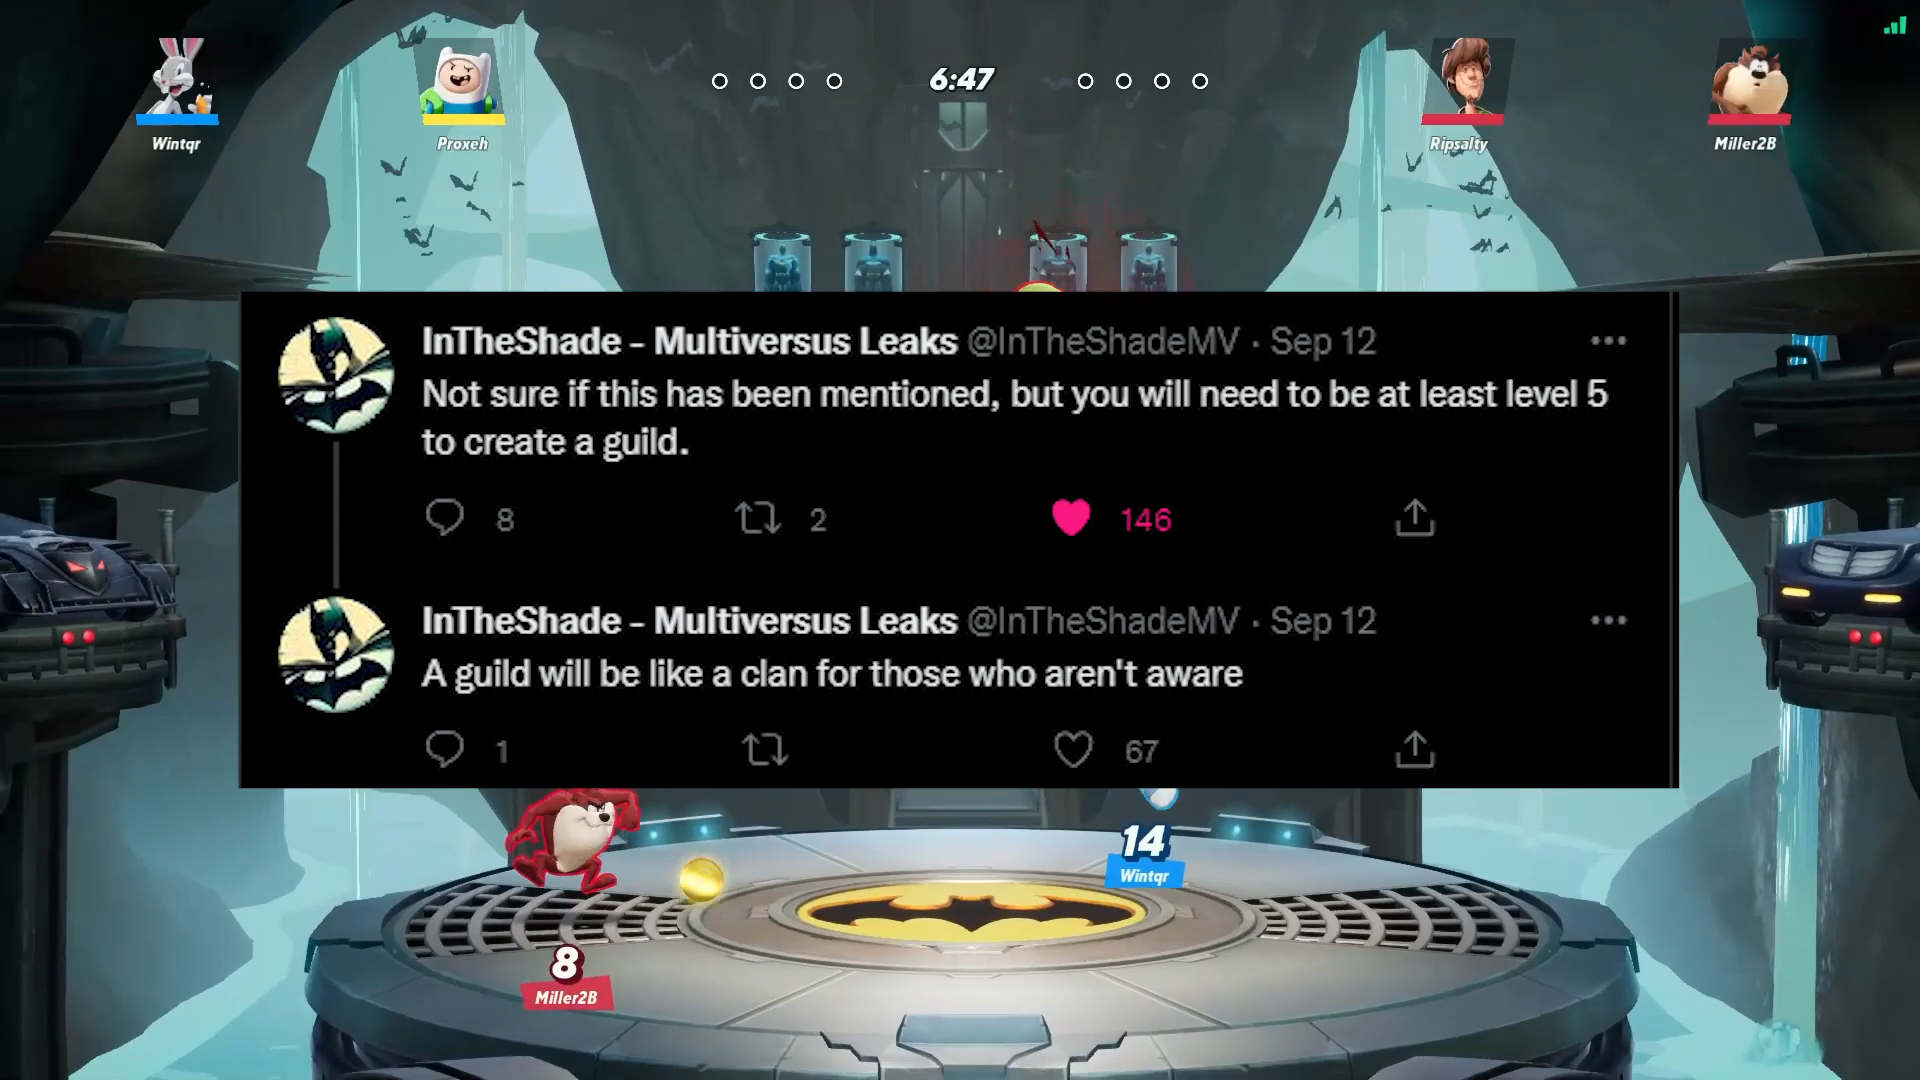 6:47
Wintqr
Proxeh
Ripsalty
Miller2B
InTheShade - Multiversus Leaks @InTheShadeMV · Sep 12
Not sure if this has been mentioned, but you will need to be at least level 5
to create a guild.
8 2 146
InTheShade - Multiversus Leaks @InTheShadeMV · Sep 12
A guild will be like a clan for those who aren't aware
1 67
14
Wintqr
8
Miller2B